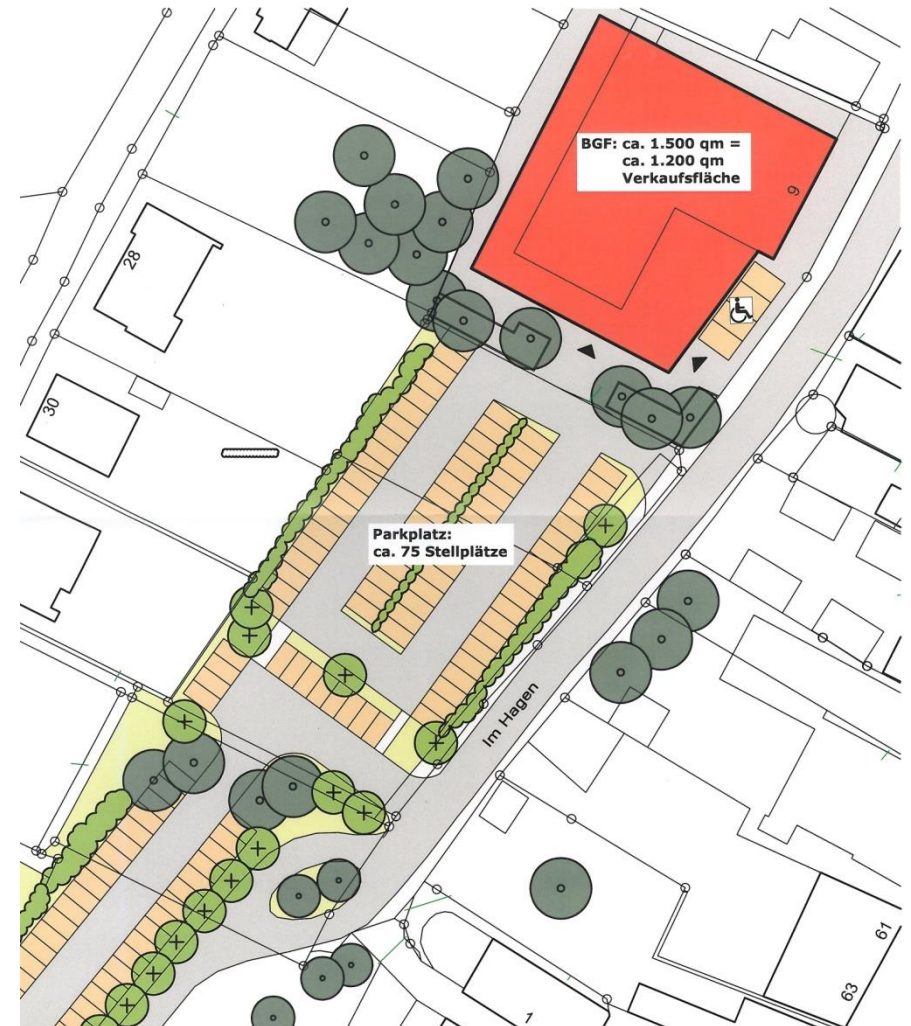 BGF: ca. 1.500 qm =
ca. 1.200 qm
Verkaufsfläche
9
28
30
Parkplatz:
ca. 75 Stellplätze
Im Hagen
61
63
1